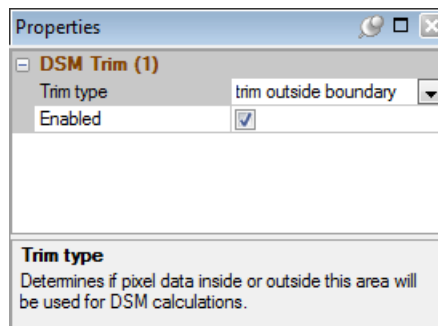 Properties
DSM Trim (1)
Trim type trim outside boundary
Enabled
Trim type
Determines if pixel data inside or outside this area will
be used for DSM calculations.